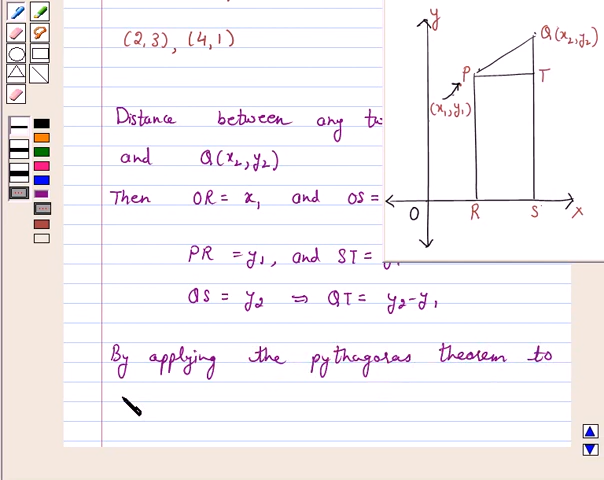 (2,3), (4,1)
Distance between any
and Q(x₂,y₂)
Then OR = x₁ and OS =
PR = y₁, and ST =
QS = y₂ ⇒ QT = y₂-y₁
By applying the pythagoras theorem to
y
Q(x₂,y₂)
P
T
(x₁,y₁)
O
R
S
x